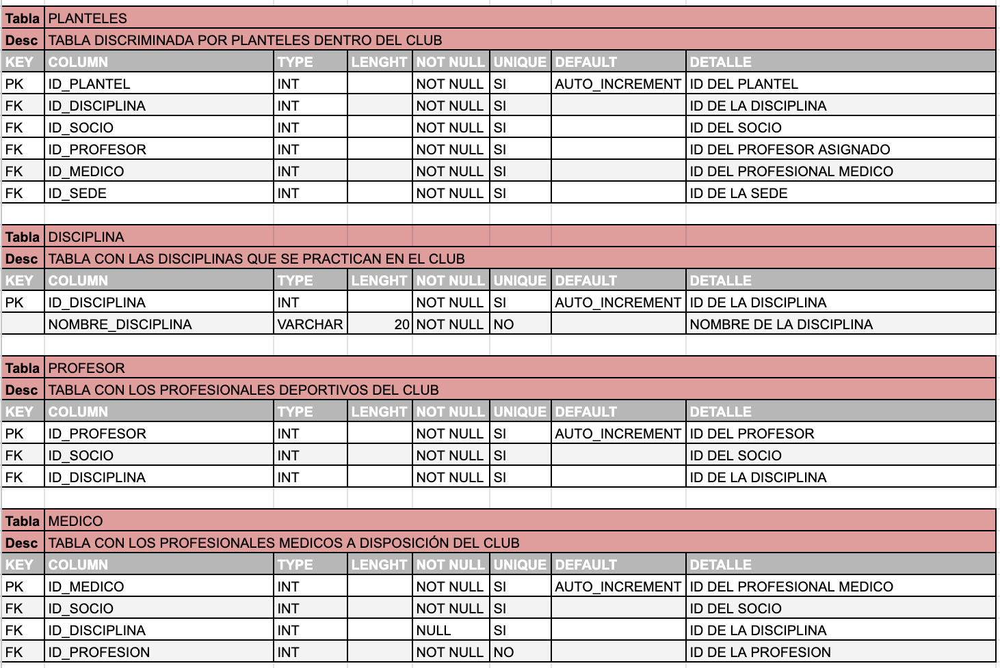 Tabla PLANTELES
Desc TABLA DISCRIMINADA POR PLANTELES DENTRO DEL CLUB
KEY COLUMN TYPE LENGHT NOT NULL UNIQUE DEFAULT DETALLE
PK ID_PLANTEL INT NOT NULL SI AUTO_INCREMENT ID DEL PLANTEL
FK ID_DISCIPLINA INT NOT NULL SI ID DE LA DISCIPLINA
FK ID_SOCIO INT NOT NULL SI ID DEL SOCIO
FK ID_PROFESOR INT NOT NULL SI ID DEL PROFESOR ASIGNADO
FK ID_MEDICO INT NOT NULL SI ID DEL PROFESIONAL MEDICO
FK ID_SEDE INT NOT NULL SI ID DE LA SEDE
Tabla DISCIPLINA
Desc TABLA CON LAS DISCIPLINAS QUE SE PRACTICAN EN EL CLUB
KEY COLUMN TYPE LENGHT NOT NULL UNIQUE DEFAULT DETALLE
PK ID_DISCIPLINA INT NOT NULL SI AUTO_INCREMENT ID DE LA DISCIPLINA
NOMBRE_DISCIPLINA VARCHAR 20 NOT NULL NO NOMBRE DE LA DISCIPLINA
Tabla PROFESOR
Desc TABLA CON LOS PROFESIONALES DEPORTIVOS DEL CLUB
KEY COLUMN TYPE LENGHT NOT NULL UNIQUE DEFAULT DETALLE
PK ID_PROFESOR INT NOT NULL SI AUTO_INCREMENT ID DEL PROFESOR
FK ID_SOCIO INT NOT NULL SI ID DEL SOCIO
FK ID_DISCIPLINA INT NOT NULL SI ID DE LA DISCIPLINA
Tabla MEDICO
Desc TABLA CON LOS PROFESIONALES MEDICOS A DISPOSICIÓN DEL CLUB
KEY COLUMN TYPE LENGHT NOT NULL UNIQUE DEFAULT DETALLE
PK ID_MEDICO INT NOT NULL SI AUTO_INCREMENT ID DEL PROFESIONAL MEDICO
FK ID_SOCIO INT NOT NULL SI ID DEL SOCIO
FK ID_DISCIPLINA INT NULL SI ID DE LA DISCIPLINA
FK ID_PROFESION INT NOT NULL NO ID DE LA PROFESION